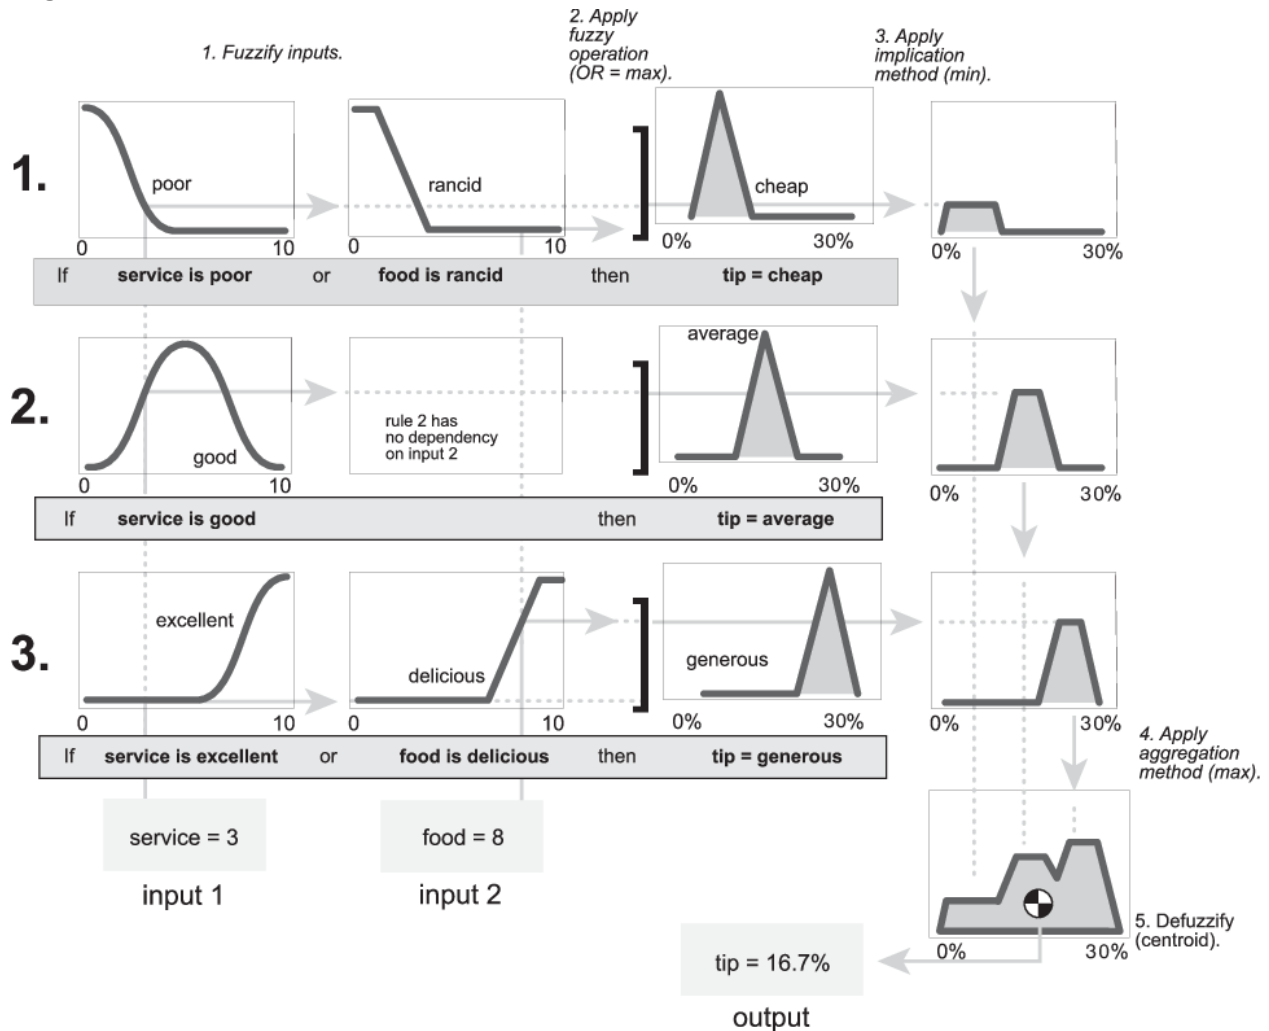 1. Fuzzify inputs.
2. Apply
fuzzy
operation
(OR = max).
3. Apply
implication
method (min).
1.
poor
0
10
rancid
0
10
cheap
0%
30%
0%
30%
If service is poor or food is rancid then tip = cheap
2.
good
0
10
rule 2 has
no dependency
on input 2
average
0%
30%
0%
30%
If service is good then tip = average
3.
excellent
0
10
delicious
0
10
generous
0%
30%
0%
30%
If service is excellent or food is delicious then tip = generous
4. Apply
aggregation
method (max).
service = 3
input 1
food = 8
input 2
0%
30%
5. Defuzzify
(centroid).
tip = 16.7%
output